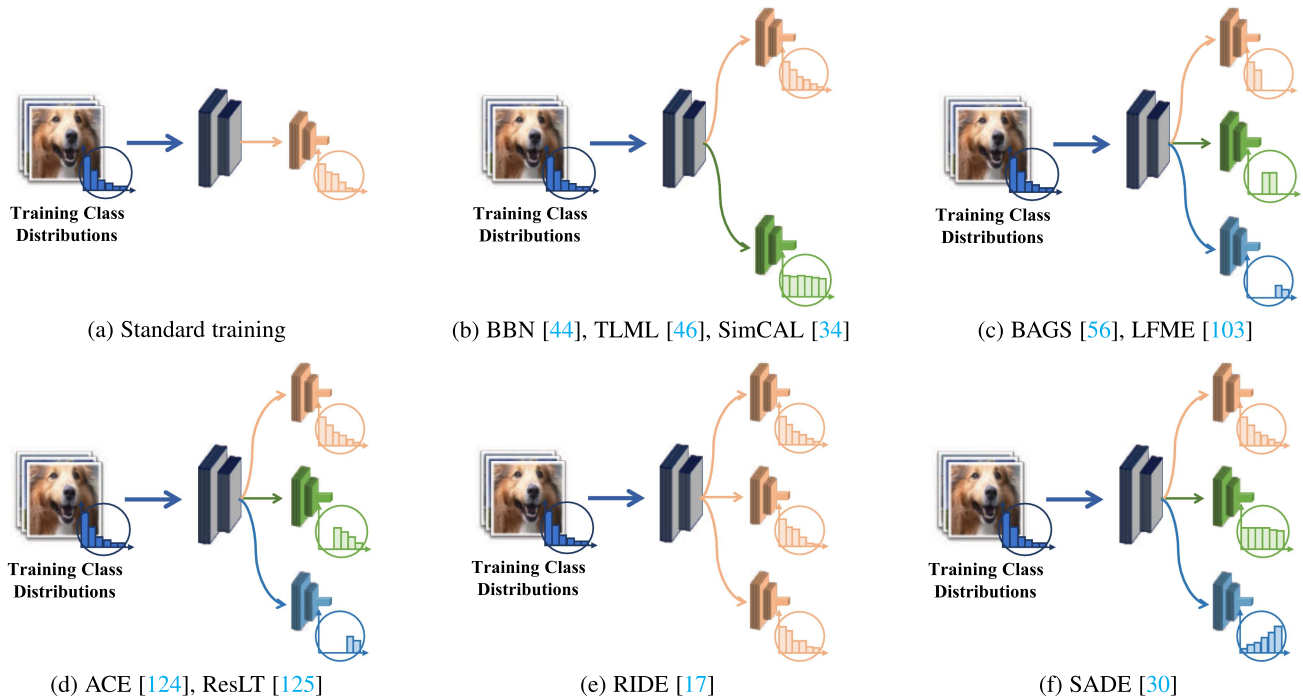 Training Class
Distributions
Training Class
Distributions
Training Class
Distributions
(a) Standard training
(b) BBN [44], TLML [46], SimCAL [34]
(c) BAGS [56], LFME [103]
Training Class
Distributions
Training Class
Distributions
Training Class
Distributions
(d) ACE [124], ResLT [125]
(e) RIDE [17]
(f) SADE [30]